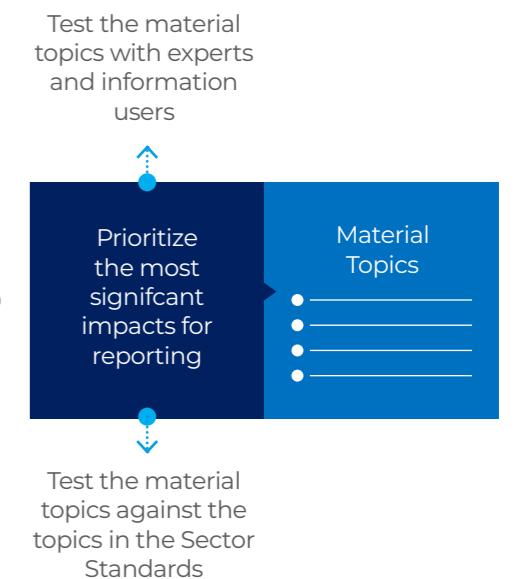 Test the material
topics with experts
and information
users
Prioritize
the most
signifcant
impacts for
reporting
Material
Topics
Test the material
topics against the
topics in the Sector
Standards